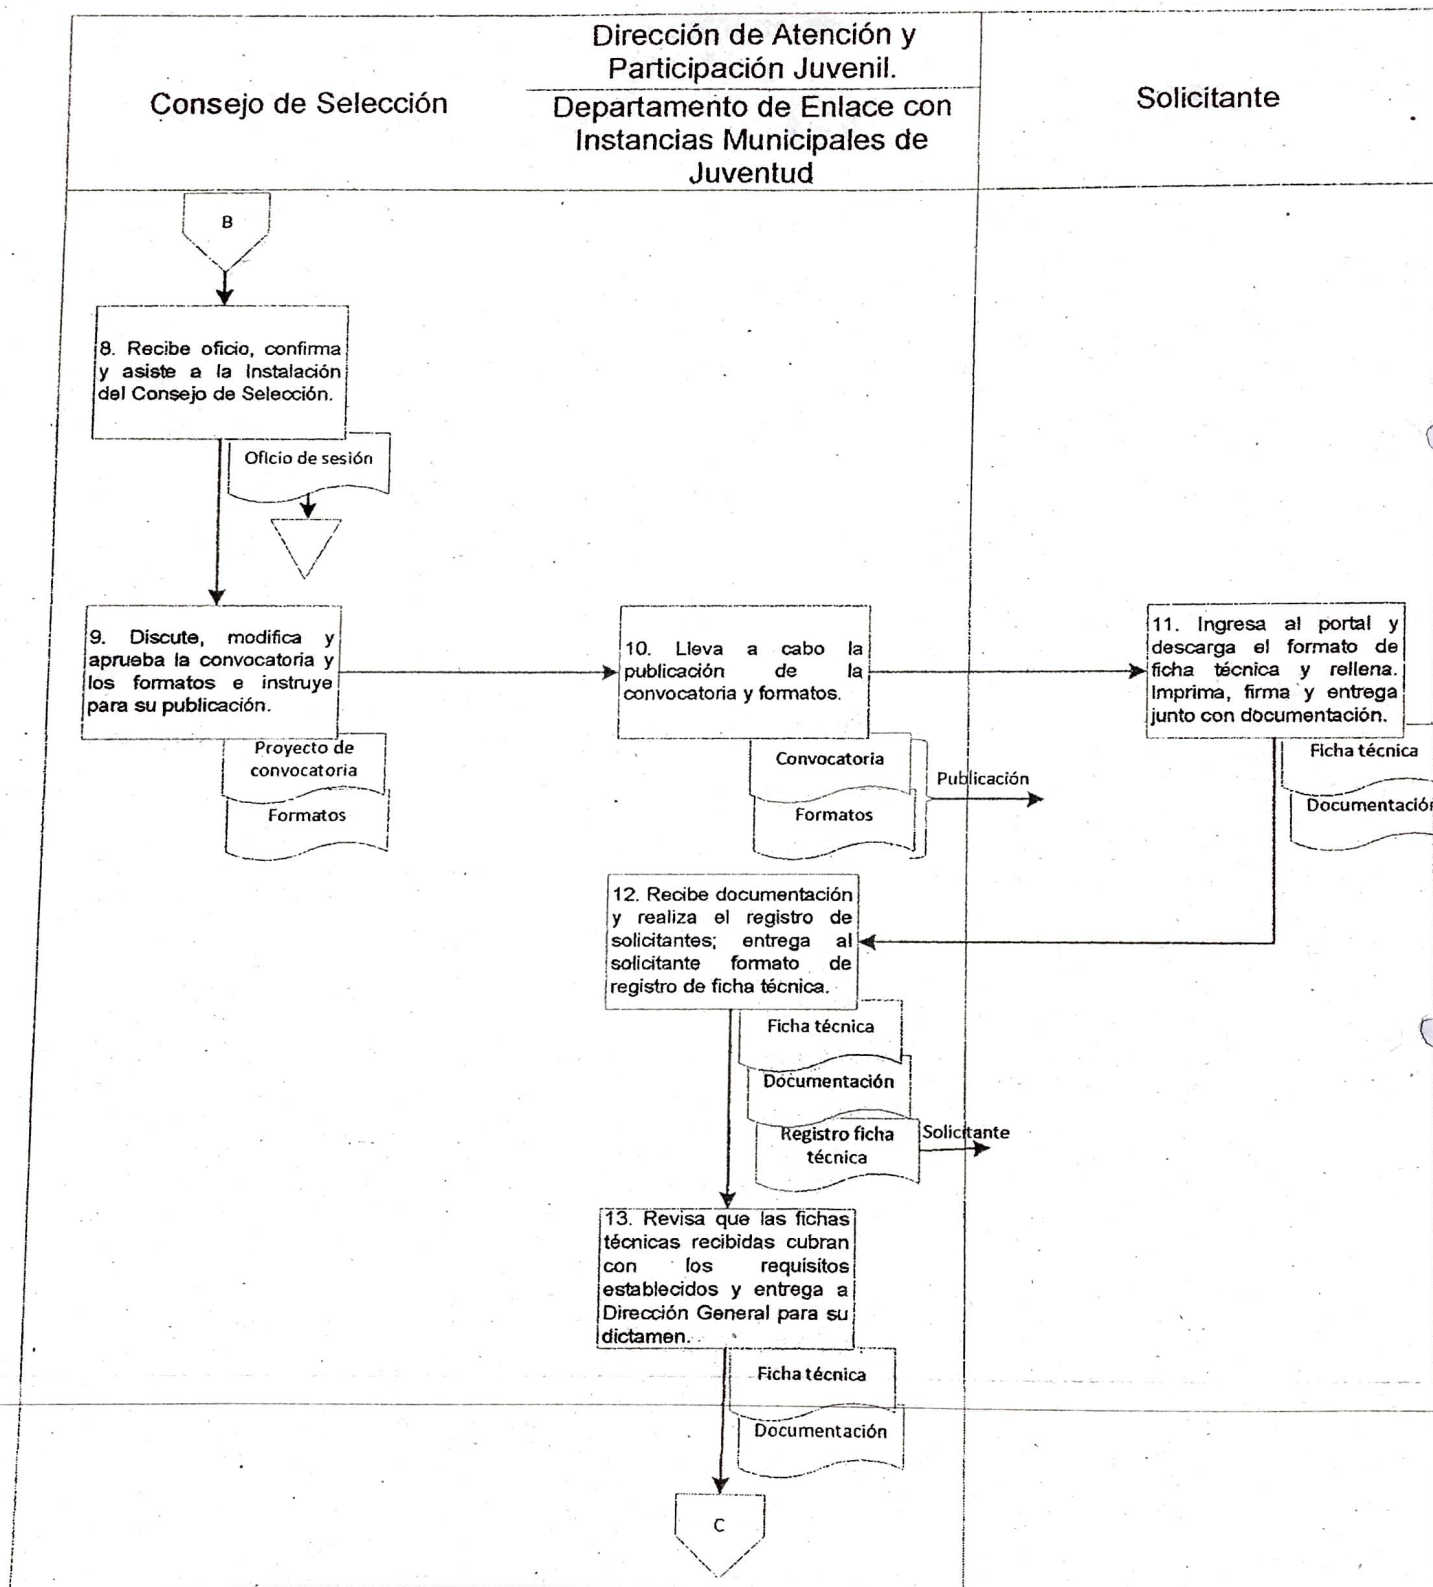 Consejo de Selección
Dirección de Atención y
Participación Juvenil.
Departamento de Enlace con
Instancias Municipales de
Juventud
Solicitante
B
8. Recibe oficio, confirma
y asiste a la Instalación
del Consejo de Selección.
Oficio de sesión
9. Discute, modifica y
aprueba la convocatoria y
los formatos e instruye
para su publicación.
Proyecto de
convocatoria
Formatos
10. Lleva a cabo la
publicación de la
convocatoria y formatos.
Convocatoria
Formatos
Publicación
11. Ingresa al portal y
descarga el formato de
ficha técnica y rellena.
Imprima, firma y entrega
junto con documentación.
Ficha técnica
Documentación
12. Recibe documentación
y realiza el registro de
solicitantes; entrega al
solicitante formato de
registro de ficha técnica.
Ficha técnica
Documentación
Registro ficha
técnica
Solicitante
13. Revisa que las fichas
técnicas recibidas cubran
con los requisitos
establecidos y entrega a
Dirección General para su
dictamen.
Ficha técnica
Documentación
C